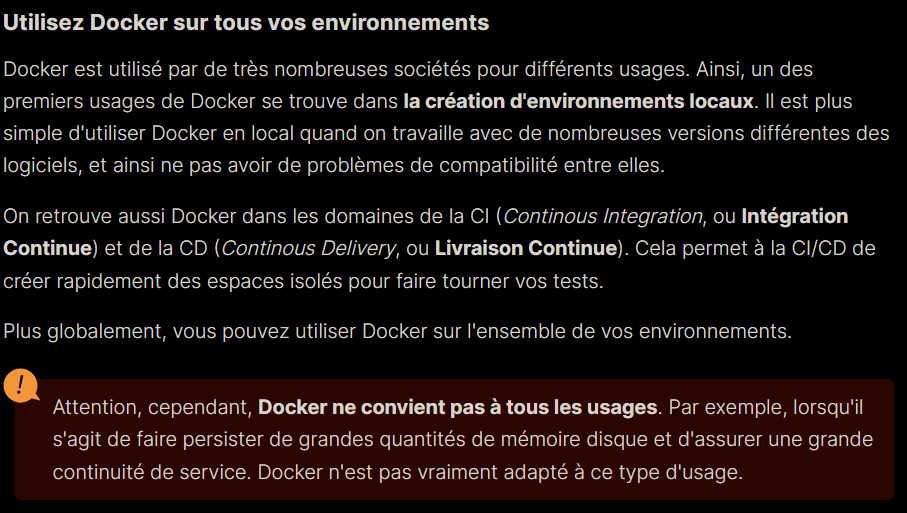 Utilisez Docker sur tous vos environnements
Docker est utilisé par de très nombreuses sociétés pour différents usages. Ainsi, un des
premiers usages de Docker se trouve dans la création d'environnements locaux. Il est plus
simple d'utiliser Docker en local quand on travaille avec de nombreuses versions différentes des
logiciels, et ainsi ne pas avoir de problèmes de compatibilité entre elles.
On retrouve aussi Docker dans les domaines de la CI (Continous Integration, ou Intégration
Continue) et de la CD (Continous Delivery, ou Livraison Continue). Cela permet à la CI/CD de
créer rapidement des espaces isolés pour faire tourner vos tests.
Plus globalement, vous pouvez utiliser Docker sur l'ensemble de vos environnements.
!
Attention, cependant, Docker ne convient pas à tous les usages. Par exemple, lorsqu'il
s'agit de faire persister de grandes quantités de mémoire disque et d'assurer une grande
continuité de service. Docker n'est pas vraiment adapté à ce type d'usage.